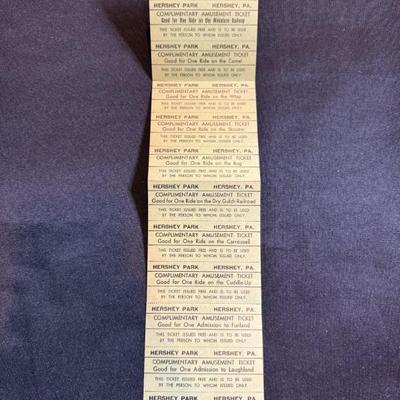 HERSHEY PARK HERSHEY, PA.
COMPLIMENTARY AMUSEMENT TICKET
Good for One Ride on the Miniature Railway
THIS TICKET ISSUED FREE AND IS TO BE USED
BY THE PERSON TO WHOM ISSUED ONLY.
HERSHEY PARK HERSHEY, PA.
COMPLIMENTARY AMUSEMENT TICKET
Good for One Ride on the Comet
THIS TICKET ISSUED FREE AND IS TO BE USED
BY THE PERSON TO WHOM ISSUED ONLY.
HERSHEY PARK HERSHEY, PA.
COMPLIMENTARY AMUSEMENT TICKET
Good for One Ride on the Whip
THIS TICKET ISSUED FREE AND IS TO BE USED
BY THE PERSON TO WHOM ISSUED ONLY.
HERSHEY PARK HERSHEY, PA.
COMPLIMENTARY AMUSEMENT TICKET
Good for One Ride on the Skooter
THIS TICKET ISSUED FREE AND IS TO BE USED
BY THE PERSON TO WHOM ISSUED ONLY.
HERSHEY PARK HERSHEY, PA.
COMPLIMENTARY AMUSEMENT TICKET
Good for One Ride on the Bug
THIS TICKET ISSUED FREE AND IS TO BE USED
BY THE PERSON TO WHOM ISSUED ONLY.
HERSHEY PARK HERSHEY, PA.
COMPLIMENTARY AMUSEMENT TICKET
Good for One Ride on the Dry Gulch Railroad
THIS TICKET ISSUED FREE AND IS TO BE USED
BY THE PERSON TO WHOM ISSUED ONLY.
HERSHEY PARK HERSHEY, PA.
COMPLIMENTARY AMUSEMENT TICKET
Good for One Ride on the Carrousell
THIS TICKET ISSUED FREE AND IS TO BE USED
BY THE PERSON TO WHOM ISSUED ONLY.
HERSHEY PARK HERSHEY, PA.
COMPLIMENTARY AMUSEMENT TICKET
Good for One Ride on the Cuddle-Up
THIS TICKET ISSUED FREE AND IS TO BE USED
BY THE PERSON TO WHOM ISSUED ONLY.
HERSHEY PARK HERSHEY, PA.
COMPLIMENTARY AMUSEMENT TICKET
Good for One Admission to Funland
THIS TICKET ISSUED FREE AND IS TO BE USED
BY THE PERSON TO WHOM ISSUED ONLY.
HERSHEY PARK HERSHEY, PA.
COMPLIMENTARY AMUSEMENT TICKET
Good for One Admission to Laughland
THIS TICKET ISSUED FREE AND IS TO BE USED
BY THE PERSON TO WHOM ISSUED ONLY.
HERSHEY PARK HERSHEY, PA.